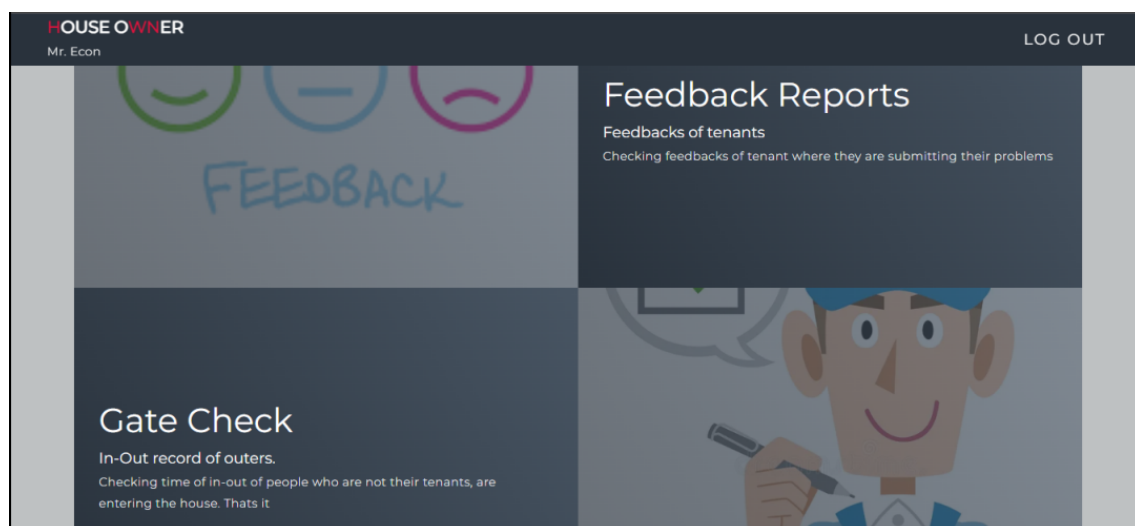 HOUSE OWNER
Mr. Econ
LOG OUT
FEEDBACK
Feedback Reports
Feedbacks of tenants
Checking feedbacks of tenant where they are submitting their problems
Gate Check
In-Out record of outers.
Checking time of in-out of people who are not their tenants, are
entering the house. Thats it